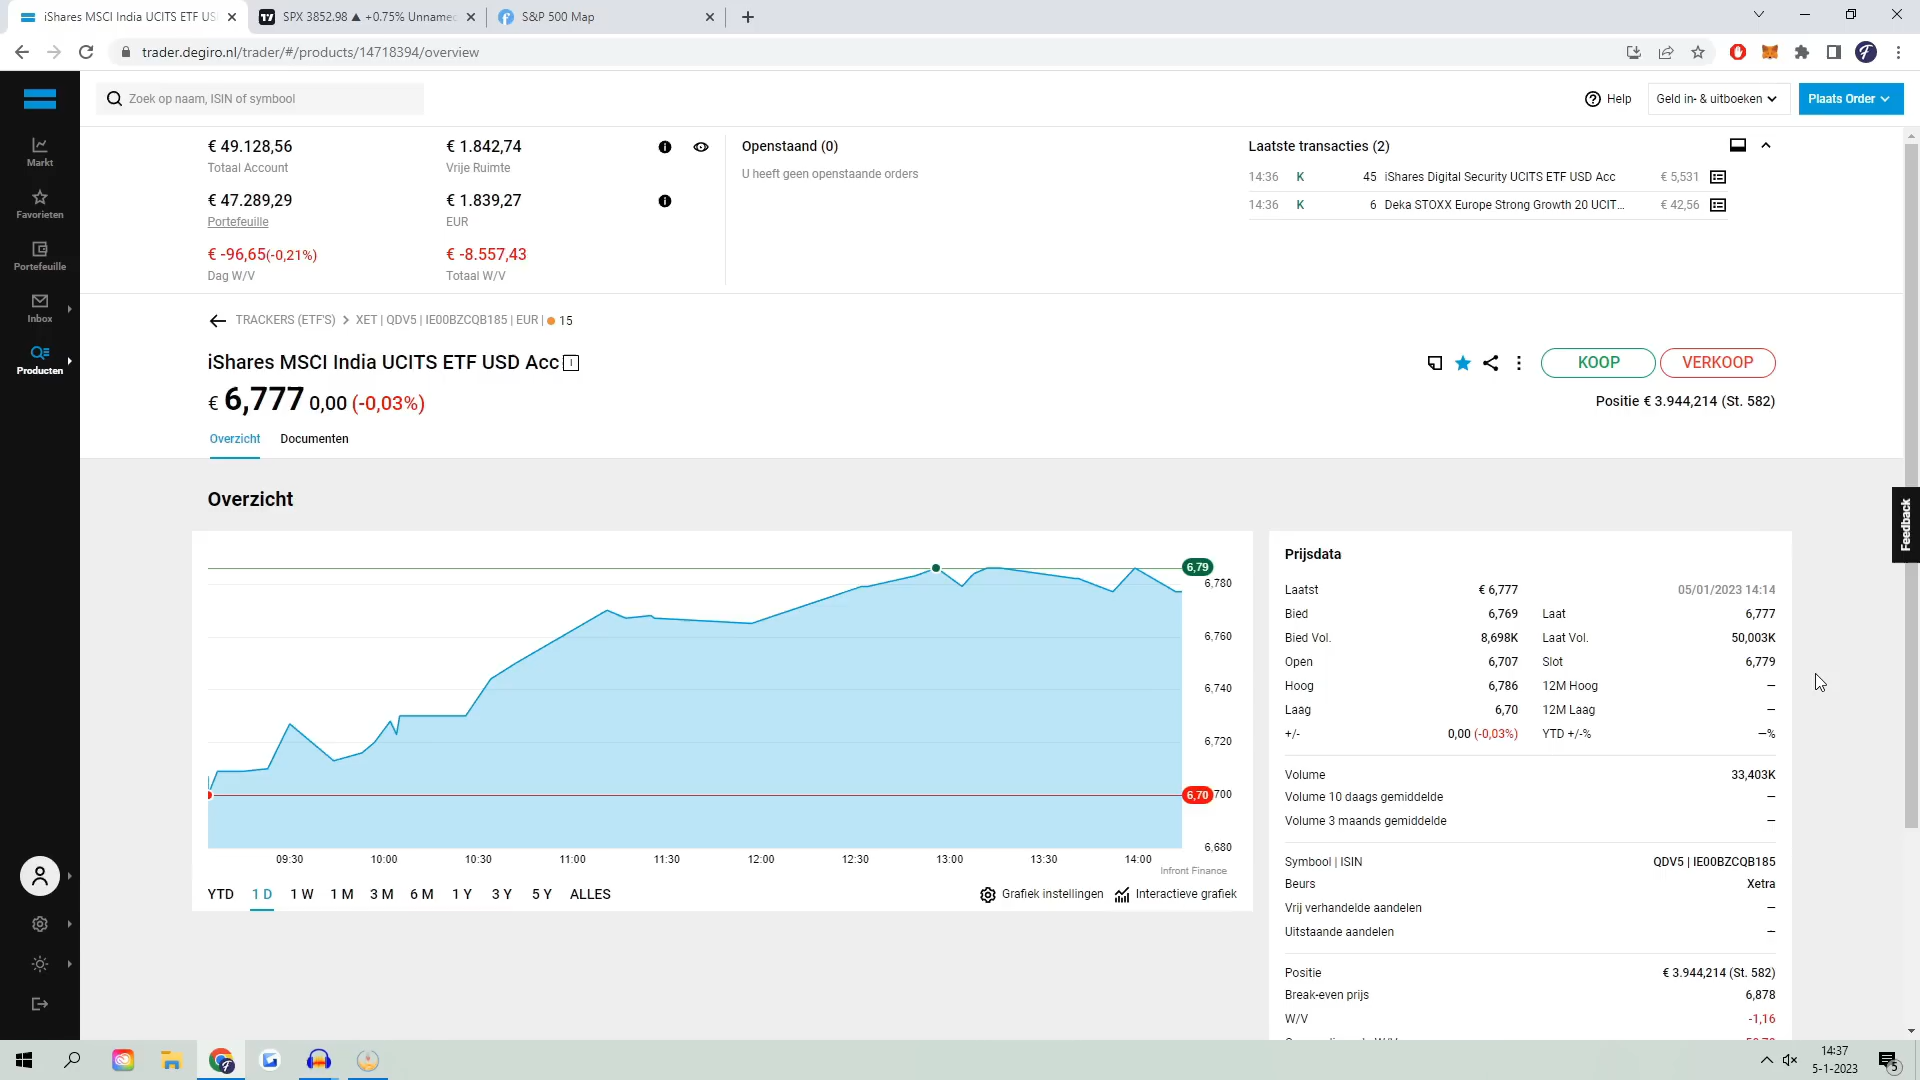 iShares MSCI India UCITS ETF US
SPX 3852.98 ▲ +0.75% Unnamed
S&P 500 Map
trader.degiro.nl/trader/#/products/14718394/overview
Zoek op naam, ISIN of symbool
Help
Geld in- & uitboeken
Plaats Order
Markt
Favorieten
Portefeuille
Inbox
Producten
€ 49.128,56
Totaal Account
€ 1.842,74
Vrije Ruimte
€ 47.289,29
Portefeuille
€ 1.839,27
EUR
€ -96,65(-0,21%)
Dag W/V
€ -8.557,43
Totaal W/V
Openstaand (0)
U heeft geen openstaande orders
Laatste transacties (2)
14:36 K 45 iShares Digital Security UCITS ETF USD Acc € 5,531
14:36 K 6 Deka STOXX Europe Strong Growth 20 UCIT... € 42,56
TRACKERS (ETF'S) > XET | QDV5 | IE00BZCQB185 | EUR | 15
iShares MSCI India UCITS ETF USD Acc
KOOP
VERKOOP
€ 6,777 0,00 (-0,03%)
Positie € 3.944,214 (St. 582)
Overzicht
Documenten
Overzicht
6,79
6,780
6,760
6,740
6,720
6,70
700
6.680
09:30 10:00 10:30 11:00 11:30 12:00 12:30 13:00 13:30 14:00
Infront Finance
YTD 1 D 1 W 1 M 3 M 6 M 1 Y 3 Y 5 Y ALLES
Grafiek instellingen
Interactieve grafiek
Prijsdata
Laatst € 6,777 05/01/2023 14:14
Bied 6,769 Laat 6,777
Bied Vol. 8,698K Laat Vol. 50,003K
Open 6,707 Slot 6,779
Hoog 6,786 12M Hoog —
Laag 6,70 12M Laag —
+/- 0,00 (-0,03%) YTD +/-% —%
Volume 33,403K
Volume 10 daags gemiddelde —
Volume 3 maands gemiddelde —
Symbool | ISIN QDV5 | IE00BZCQB185
Beurs Xetra
Vrij verhandelde aandelen —
Uitstaande aandelen —
Positie € 3.944,214 (St. 582)
Break-even prijs 6,878
W/V -1,16
Feedback
14:37
5-1-2023
5